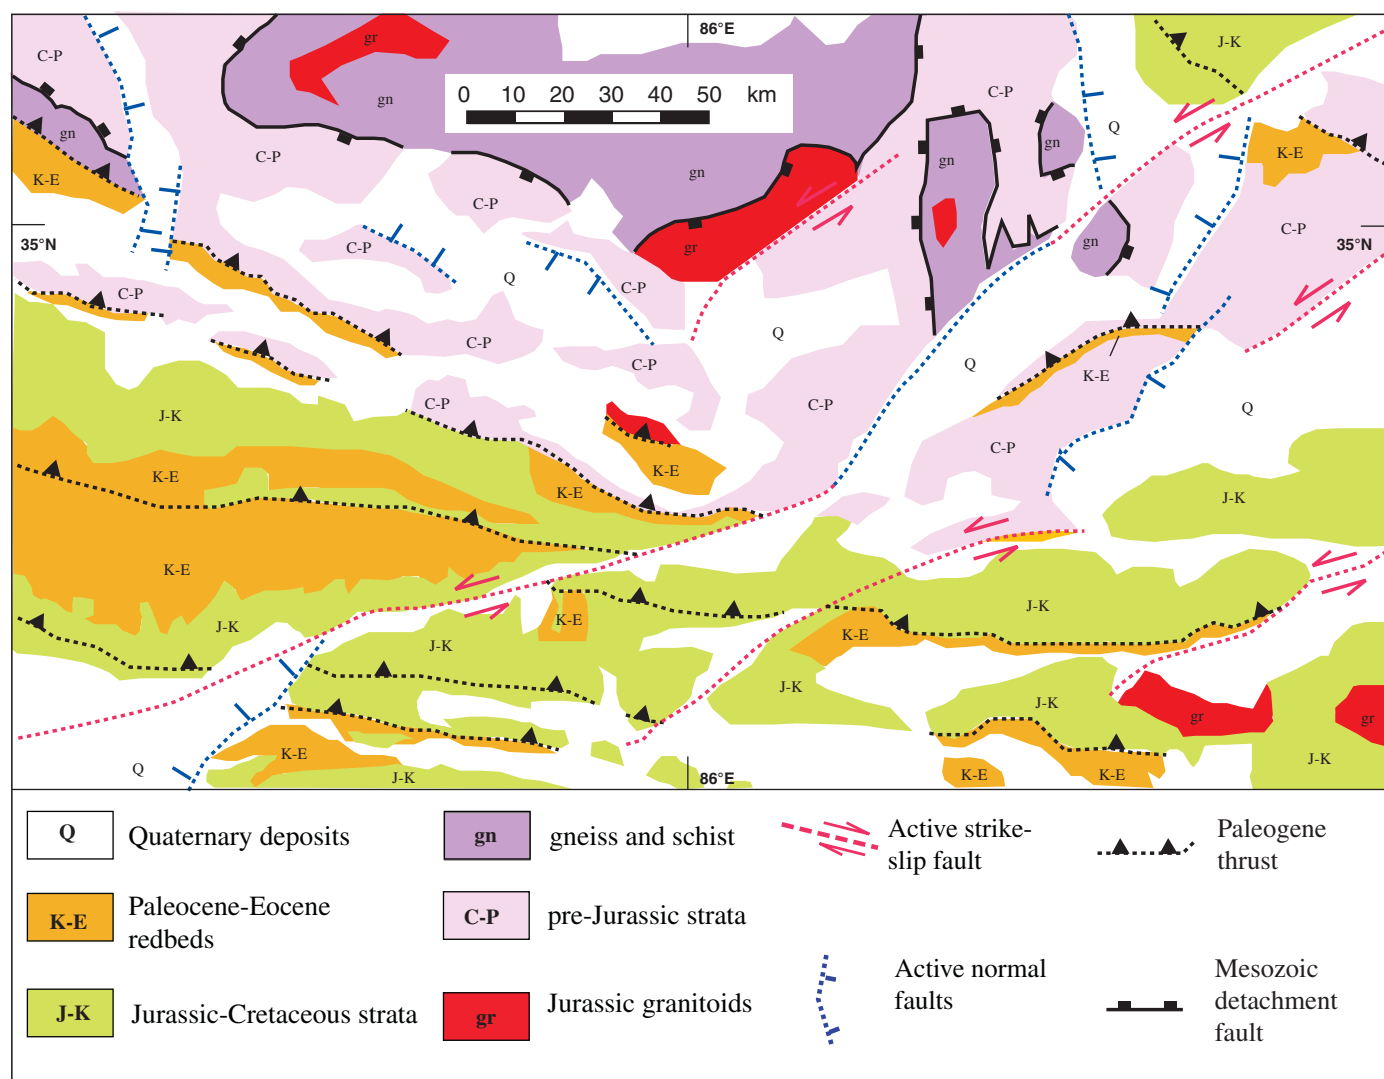 86°E
C-P
gr
J-K
C-P
gn
0 10 20 30 40 50 km
C-P
Q
gn
gn
C-P
gn
K-E
gn
K-E
35°N
C-P
C-P
gr
gn
C-P
35°N
Q
C-P
C-P
Q
C-P
C-P
Q
K-E
C-P
C-P
Q
J-K
C-P
K-E
K-E
K-E
C-P
J-K
K-E
J-K
K-E
J-K
J-K
K-E
J-K
J-K
gr
gr
Q
K-E
J-K
86°E
K-E
K-E
J-K
Q Quaternary deposits
gn gneiss and schist
Active strike-
slip fault
Paleogene
thrust
K-E Paleocene-Eocene
redbeds
C-P pre-Jurassic strata
Active normal
faults
Mesozoic
detachment
fault
J-K Jurassic-Cretaceous strata
gr Jurassic granitoids